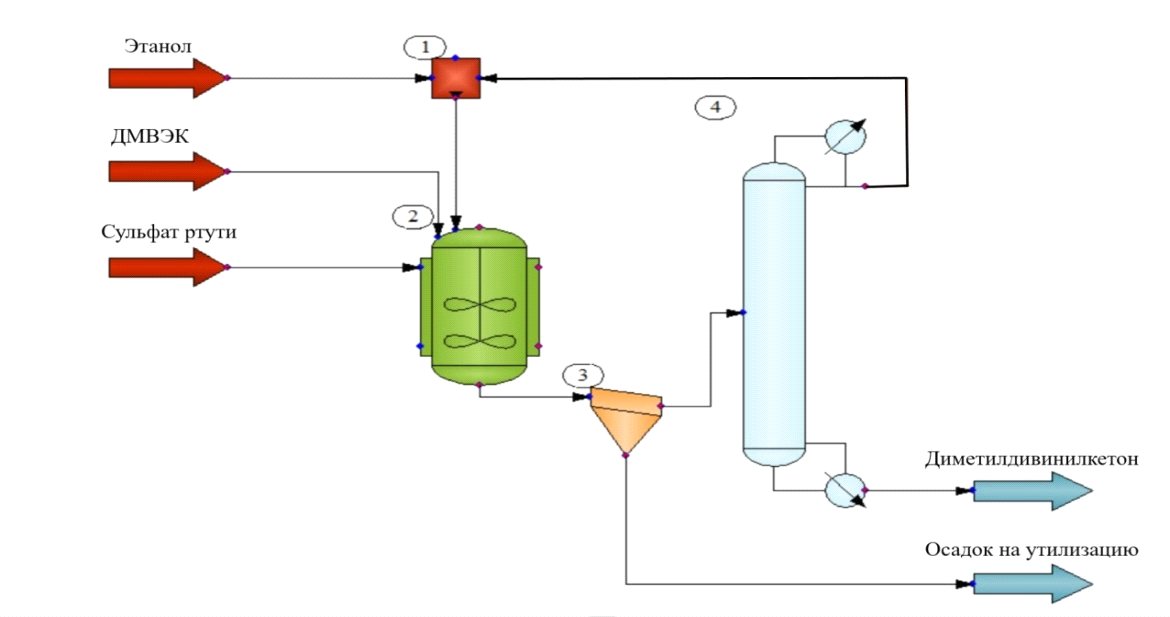 Этанол
1
4
ДМВЭК
2
Сульфат ртути
3
Диметилдивинилкетон
Осадок на утилизацию